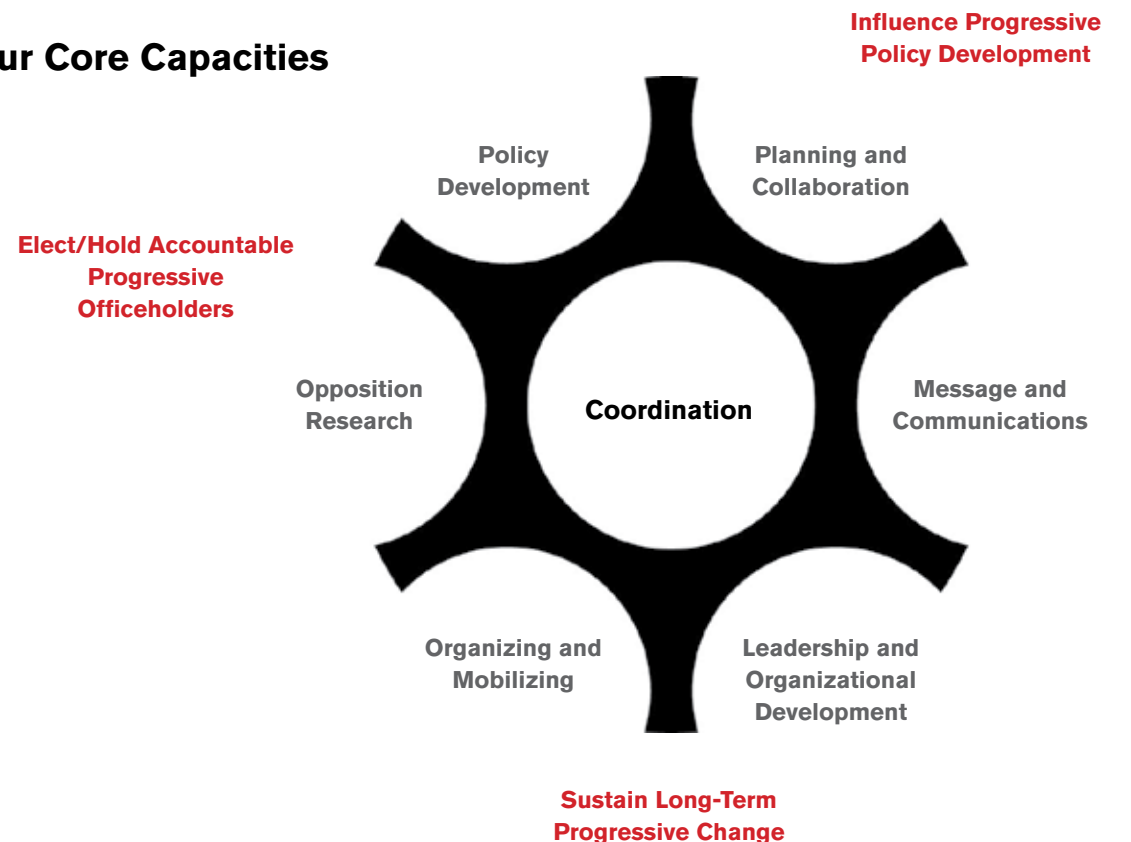 Influence Progressive
Policy Development
ur Core Capacities
Policy
Development
Planning and
Collaboration
Elect/Hold Accountable
Progressive
Officeholders
Opposition
Research
Coordination
Message and
Communications
Organizing and
Mobilizing
Leadership and
Organizational
Development
Sustain Long-Term
Progressive Change